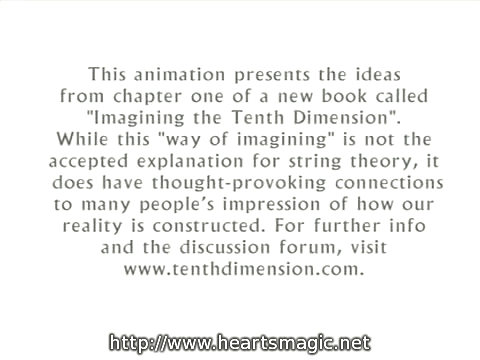 This animation presents the ideas
from chapter one of a new book called
"Imagining the Tenth Dimension".
While this "way of imagining" is not the
accepted explanation for string theory, it
does have thought-provoking connections
to many people’s impression of how our
reality is constructed. For further info
and the discussion forum, visit
www.tenthdimension.com.
http://www.heartsmagic.net